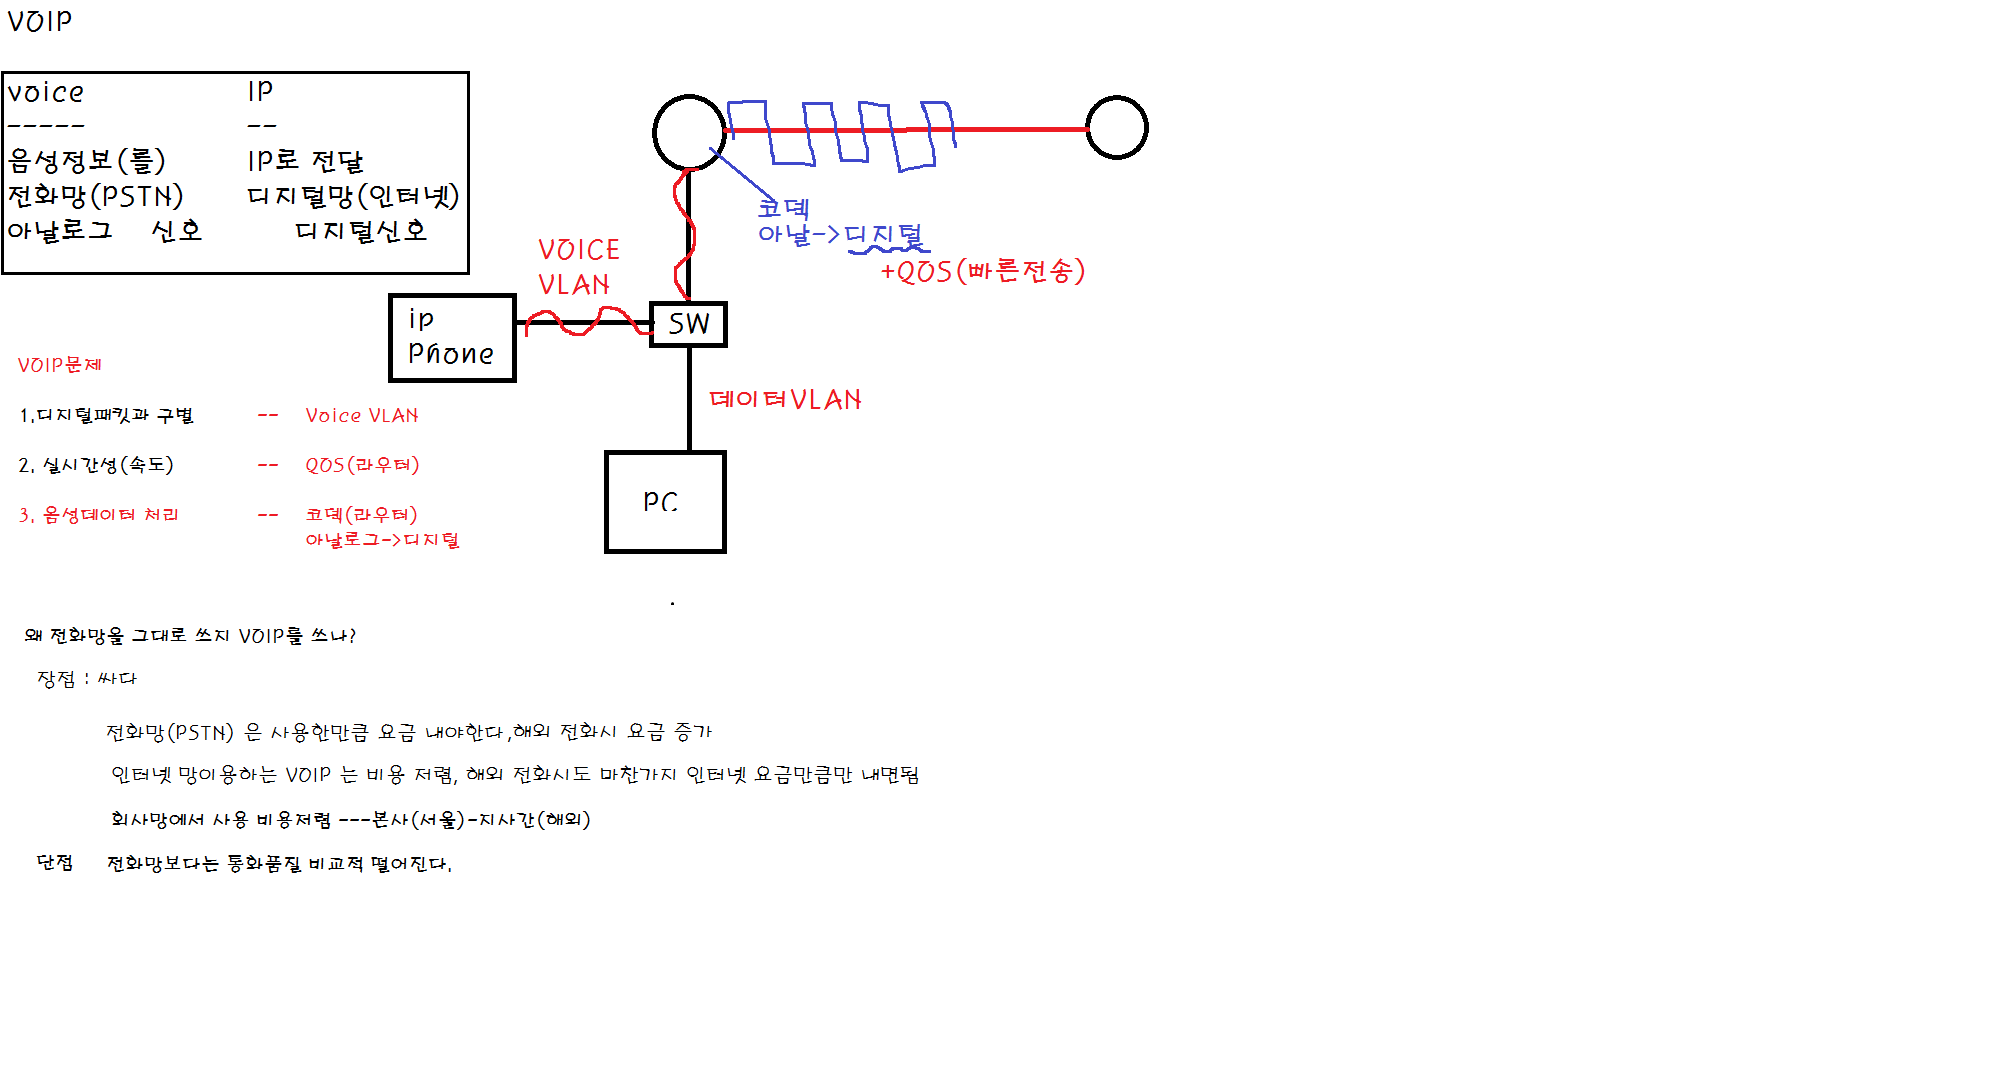 VOIP
voice IP
----- --
음성정보(를) IP로 전달
전화망(PSTN) 디지털망(인터넷)
아날로그 신호 디지털신호
코덱
아날->디지털
+QOS(빠른전송)
VOICE
VLAN
ip
Phone
SW
데이터VLAN
PC
VOIP문제
1.디지털패킷과 구별 -- Voice VLAN
2. 실시간성(속도) -- QOS(라우터)
3. 음성데이터 처리 -- 코덱(라우터)
아날로그->디지털
왜 전화망을 그대로 쓰지 VOIP를 쓰나?
장점 : 싸다
전화망(PSTN) 은 사용한만큼 요금 내야한다,해외 전화시 요금 증가
인터넷 망이용하는 VOIP 는 비용 저렴, 해외 전화시도 마찬가지 인터넷 요금만큼만 내면됨
회사망에서 사용 비용저렴 ---본사(서울)-지사간(해외)
단점 전화망보다는 통화품질 비교적 떨어진다.